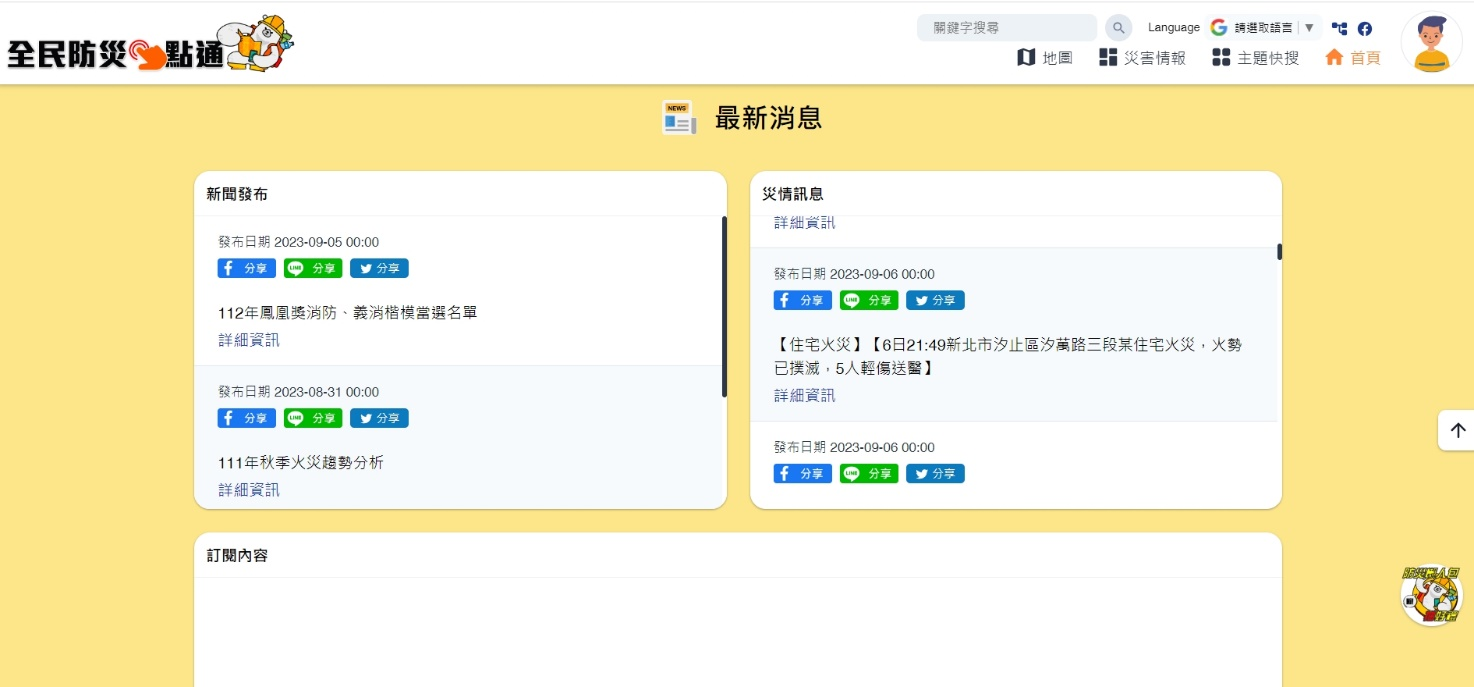 全民防災 點通
關鍵字搜尋
Language
請選取語言
▼
地圖
災害情報
主題快搜
首頁
NEWS
最新消息
新聞發布
發布日期 2023-09-05 00:00
分享
LINE 分享
分享
112年鳳凰獎消防、義消楷模當選名單
詳細資訊
發布日期 2023-08-31 00:00
分享
LINE 分享
分享
111年秋季火災趨勢分析
詳細資訊
災情訊息
詳細資訊
發布日期 2023-09-06 00:00
分享
LINE 分享
分享
【住宅火災】【6日21:49新北市汐止區汐萬路三段某住宅火災，火勢
已撲滅，5人輕傷送醫】
詳細資訊
發布日期 2023-09-06 00:00
分享
LINE 分享
分享
訂閱內容